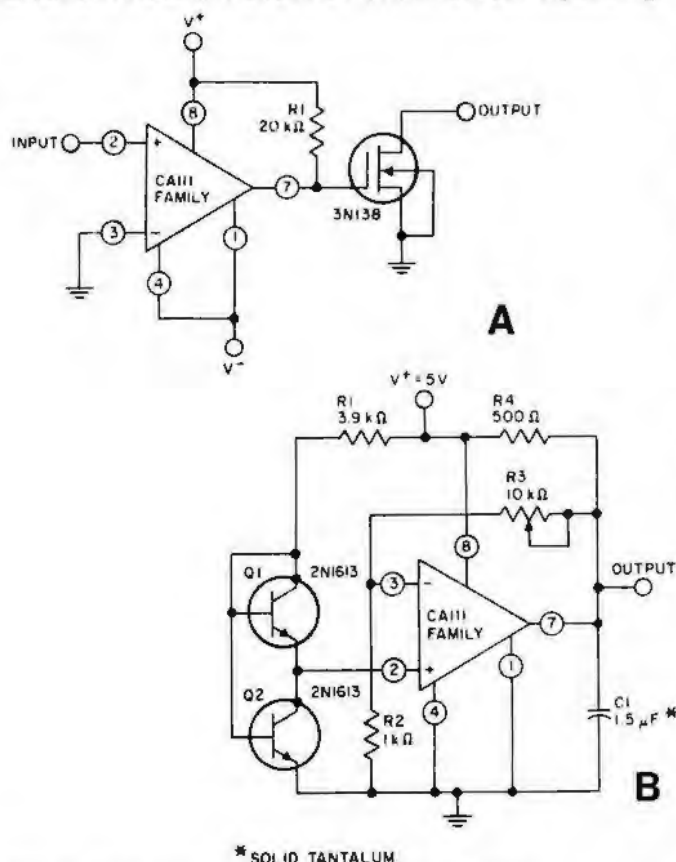 V+
8
R1
20 kΩ
OUTPUT
INPUT
2
+
CA111
FAMILY
7
3N138
3
−
1
4
V−
A
V+ = 5V
R1
3.9 kΩ
R4
500 Ω
R3
10 kΩ
8
Q1
2N1613
3
−
CA111
FAMILY
7
OUTPUT
2
+
1
Q2
2N1613
R2
1 kΩ
4
C1
1.5 µF *
B
* SOLID TANTALUM